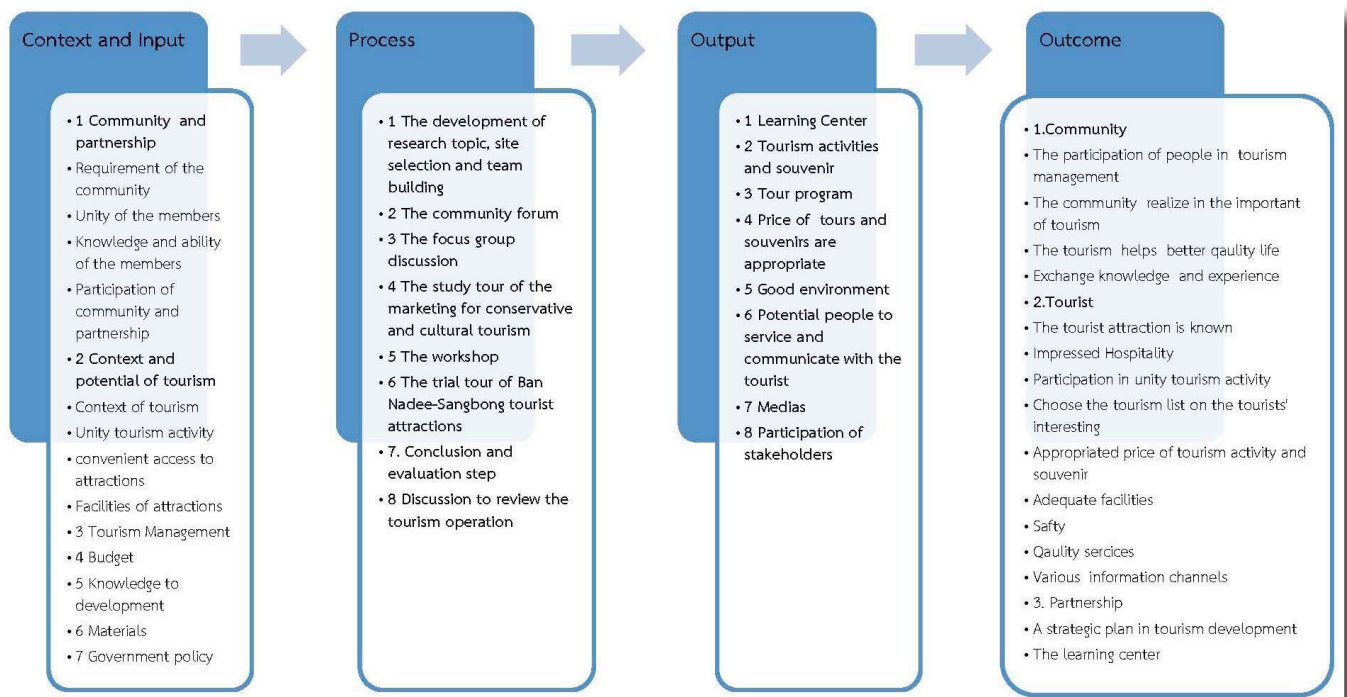 Context and Input
• 1 Community and
partnership
• Requirement of the
community
• Unity of the members
• Knowledge and ability
of the members
• Participation of
community and
partnership
• 2 Context and
potential of tourism
• Context of tourism
• Unity tourism activity
• convenient access to
attractions
• Facilities of attractions
• 3 Tourism Management
• 4 Budget
• 5 Knowledge to
development
• 6 Materials
• 7 Government policy
Process
• 1 The development of
research topic, site
selection and team
building
• 2 The community forum
• 3 The focus group
discussion
• 4 The study tour of the
marketing for conservative
and cultural tourism
• 5 The workshop
• 6 The trial tour of Ban
Nadee-Sangbong tourist
attractions
• 7. Conclusion and
evaluation step
• 8 Discussion to review the
tourism operation
Output
• 1 Learning Center
• 2 Tourism activities
and souvenir
• 3 Tour program
• 4 Price of tours and
souvenirs are
appropriate
• 5 Good environment
• 6 Potential people to
service and
communicate with the
tourist
• 7 Medias
• 8 Participation of
stakeholders
Outcome
• 1.Community
• The participation of people in tourism
management
• The community realize in the important
of tourism
• The tourism helps better qaulity life
• Exchange knowledge and experience
• 2.Tourist
• The tourist attraction is known
• Impressed Hospitality
• Participation in unity tourism activity
• Choose the tourism list on the tourists'
interesting
• Appropriated price of tourism activity and
souvenir
• Adequate facilities
• Safty
• Qaulity sercices
• Various information channels
• 3. Partnership
• A strategic plan in tourism development
• The learning center